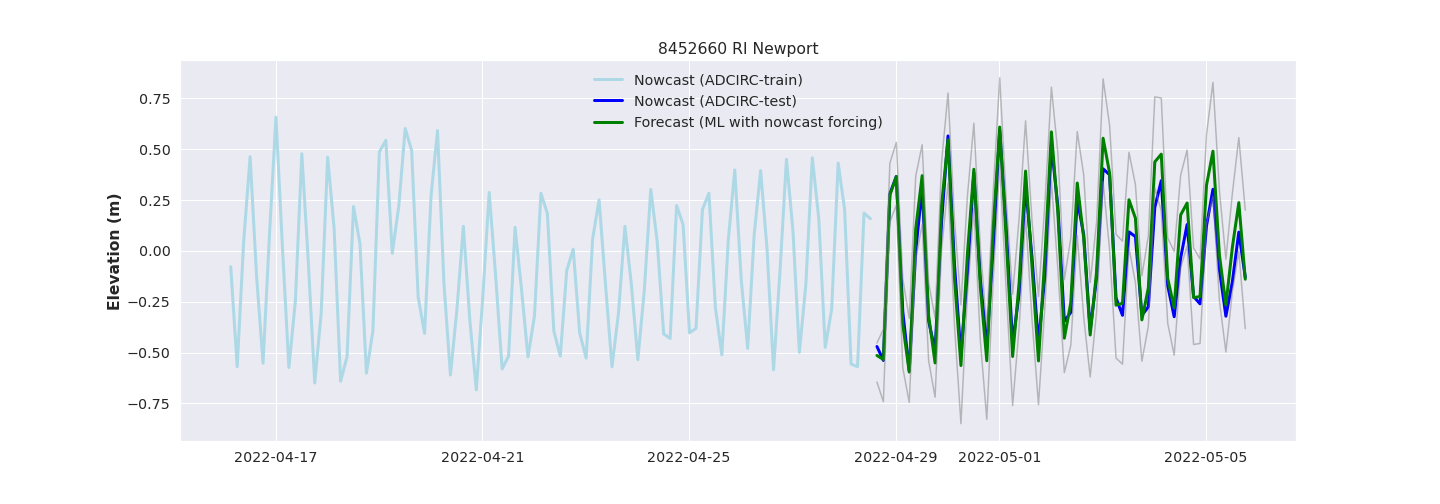 8452660 RI Newport
Nowcast (ADCIRC-train)
Nowcast (ADCIRC-test)
Forecast (ML with nowcast forcing)
Elevation (m)
0.75
0.50
0.25
0.00
−0.25
−0.50
−0.75
2022-04-17 2022-04-21 2022-04-25 2022-04-29 2022-05-01 2022-05-05